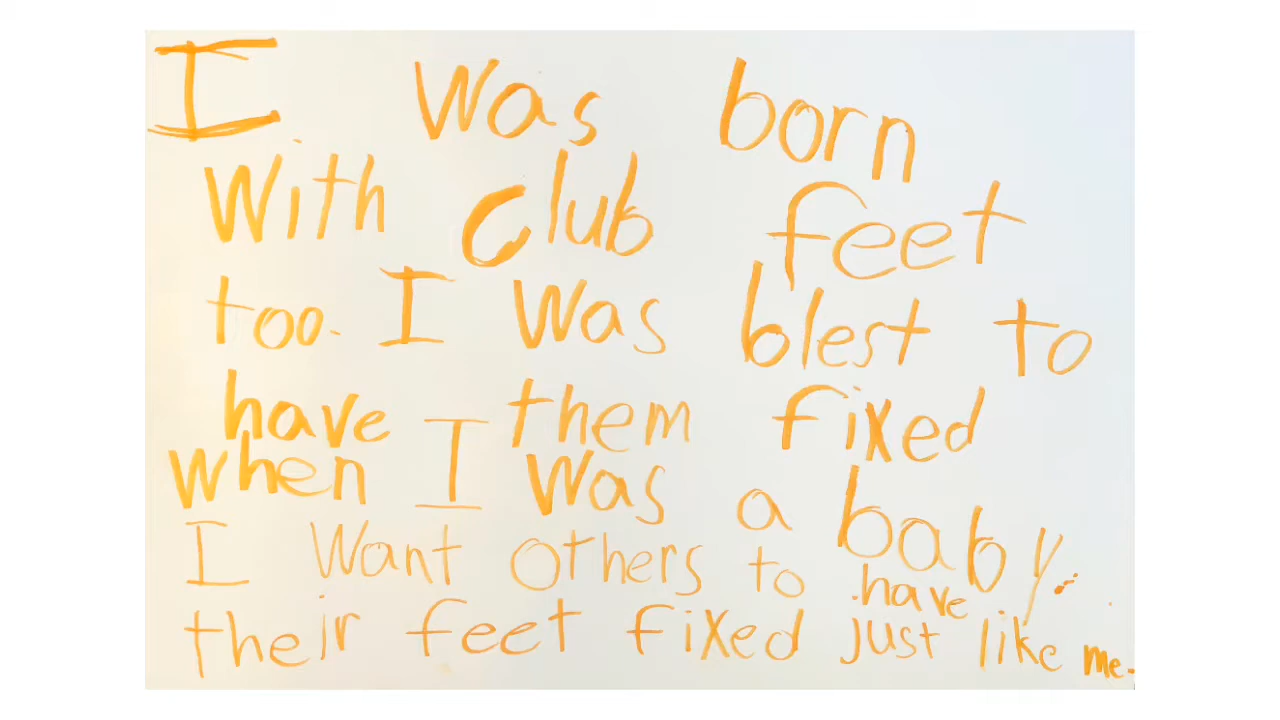 I was born
With club feet
too. I was blest to
have them fixed
when I was a baby.
I want others to have
their feet fixed just like me.